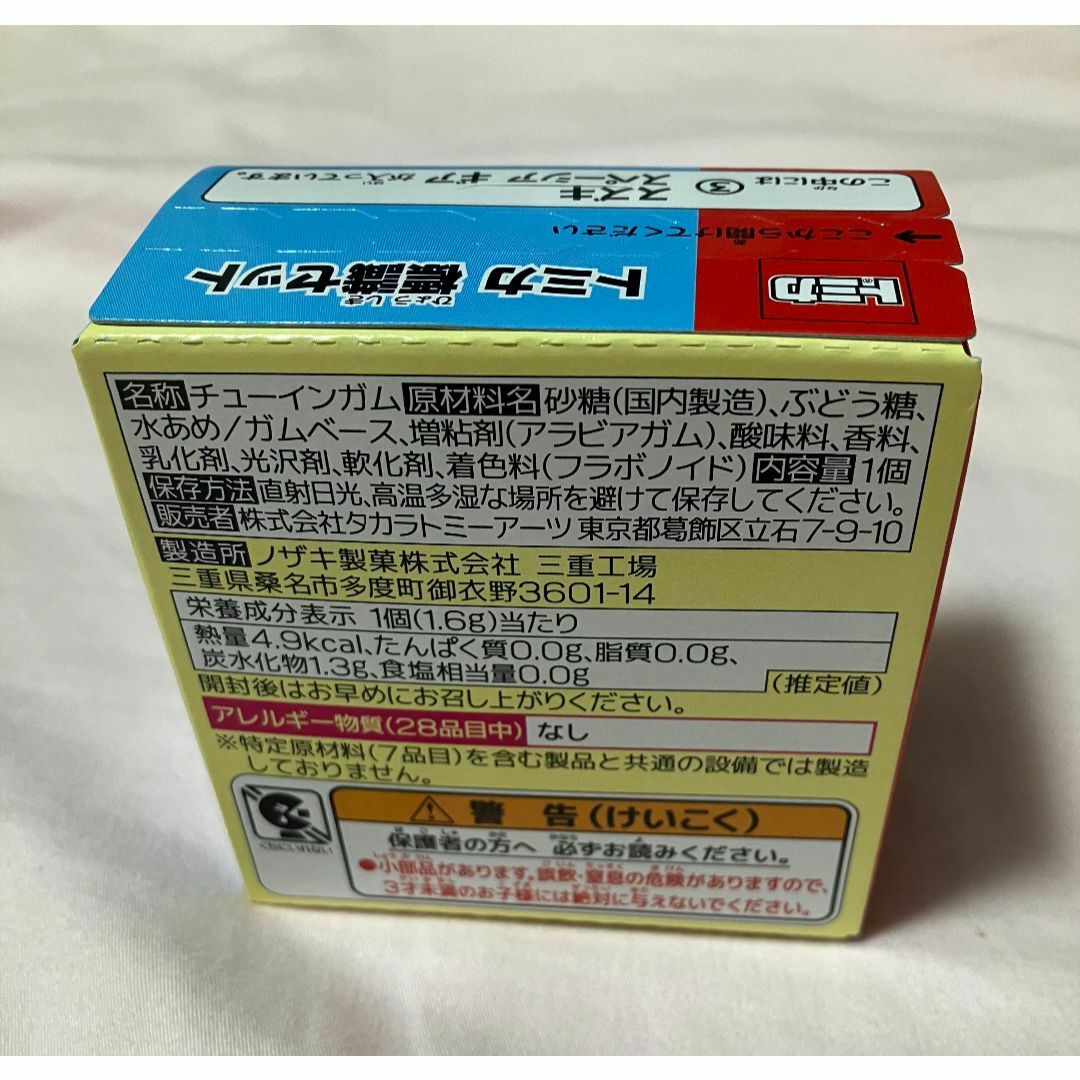 この中には ③ スズキ
スペーシア ギア が入っています。
ここから開けてください
トミカ 標識セット
ひょうしき
トミカ
名称 チューインガム 原材料名 砂糖(国内製造)、ぶどう糖、
水あめ/ガムベース、増粘剤(アラビアガム)、酸味料、香料、
乳化剤、光沢剤、軟化剤、着色料(フラボノイド) 内容量 1個
保存方法 直射日光、高温多湿な場所を避けて保存してください。
販売者 株式会社タカラトミーアーツ 東京都葛飾区立石7-9-10
製造所 ノザキ製菓株式会社 三重工場
三重県桑名市多度町御衣野3601-14
栄養成分表示 1個(1.6g)当たり
熱量4.9kcal、たんぱく質0.0g、脂質0.0g、
炭水化物1.3g、食塩相当量0.0g
(推定値)
開封後はお早めにお召し上がりください。
アレルギー物質(28品目中) なし
※特定原材料(7品目)を含む製品と共通の設備では製造
しておりません。
⚠ 警 告(けいこく)
保護者の方へ 必ずお読みください。
●小部品があります。誤飲・窒息の危険がありますので、
3才未満のお子様には絶対に与えないでください。
くちにいれない